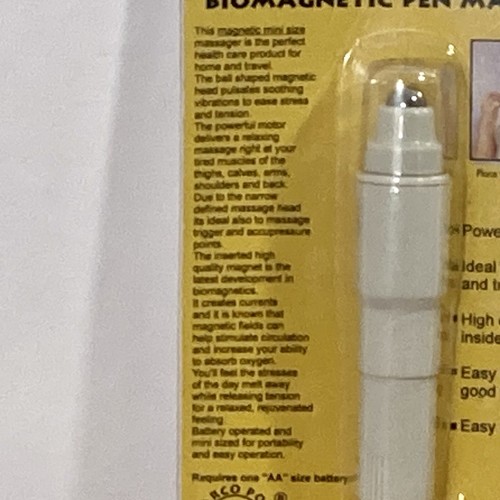 BIOMAGNETIC PEN MA
This magnetic mini size
massager is the perfect
health care product for
home and travel.
The ball shaped magnetic
head pulsates soothing
vibrations to ease stress
and tension.
The powerful motor
delivers a relaxing
massage right at your
tired muscles of the
thighs, calves, arms,
shoulders and back.
Due to the narrow
defined massage head
its ideal also to massage
trigger and accupressure
points.
The inserted high
quality magnet is the
latest development in
biomagnetics.
It creates currents
and it is known that
magnetic fields can
help stimulate circulation
and increase your ability
to absorb oxygen.
You'll feel the stresses
of the day melt away
while releasing tension
for a relaxed, rejuvenated
feeling.
Battery operated and
mini sized for portability
and easy operation.
Requires one "AA" size battery
RCO PO
®
Powe
Ideal
and tr
High
inside
Easy
good
Easy